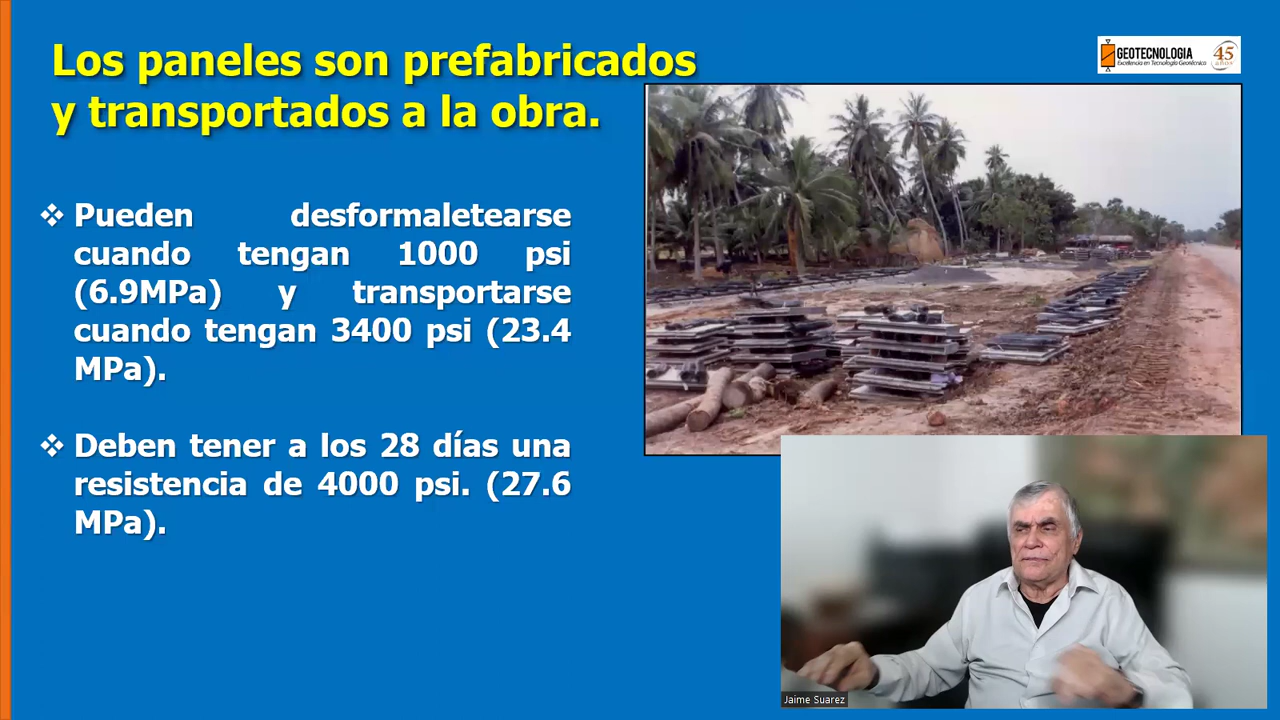 Los paneles son prefabricados
y transportados a la obra.
GEOTECNOLOGIA
Excelencia en Tecnología Geotécnica
45
años
❖ Pueden desformaletearse
cuando tengan 1000 psi
(6.9MPa) y transportarse
cuando tengan 3400 psi (23.4
MPa).
❖ Deben tener a los 28 días una
resistencia de 4000 psi. (27.6
MPa).
Jaime Suarez